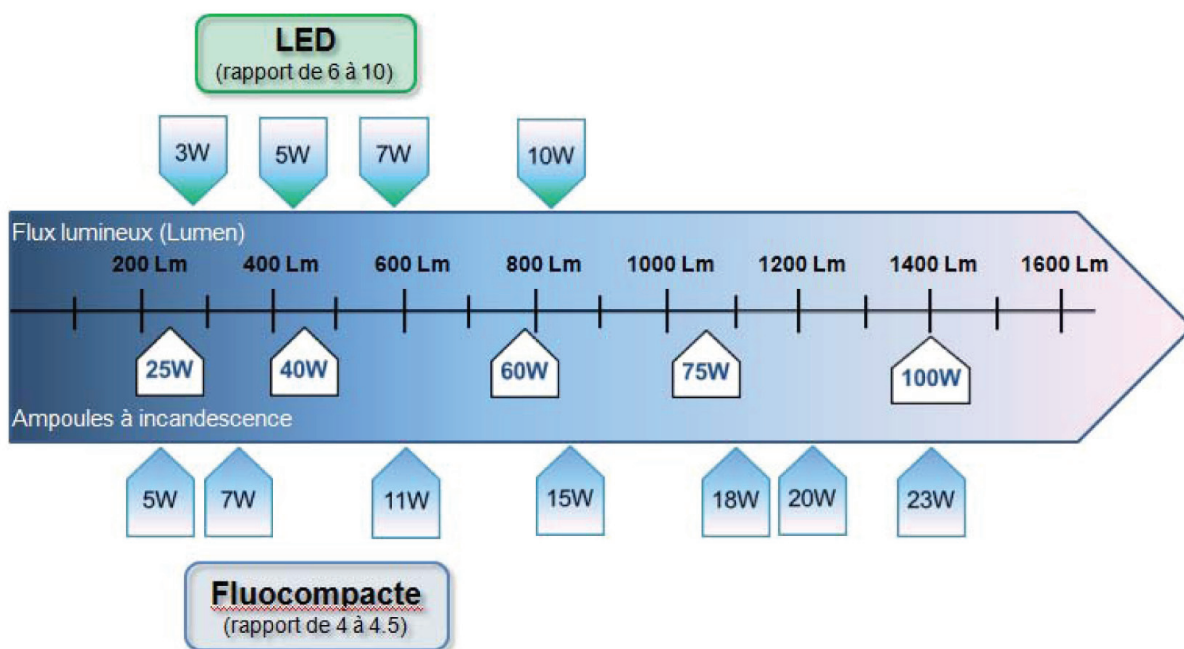 LED
(rapport de 6 à 10)
3W 5W 7W 10W
Flux lumineux (Lumen)
200 Lm 400 Lm 600 Lm 800 Lm 1000 Lm 1200 Lm 1400 Lm 1600 Lm
25W 40W 60W 75W 100W
Ampoules à incandescence
5W 7W 11W 15W 18W 20W 23W
Fluocompacte
(rapport de 4 à 4.5)